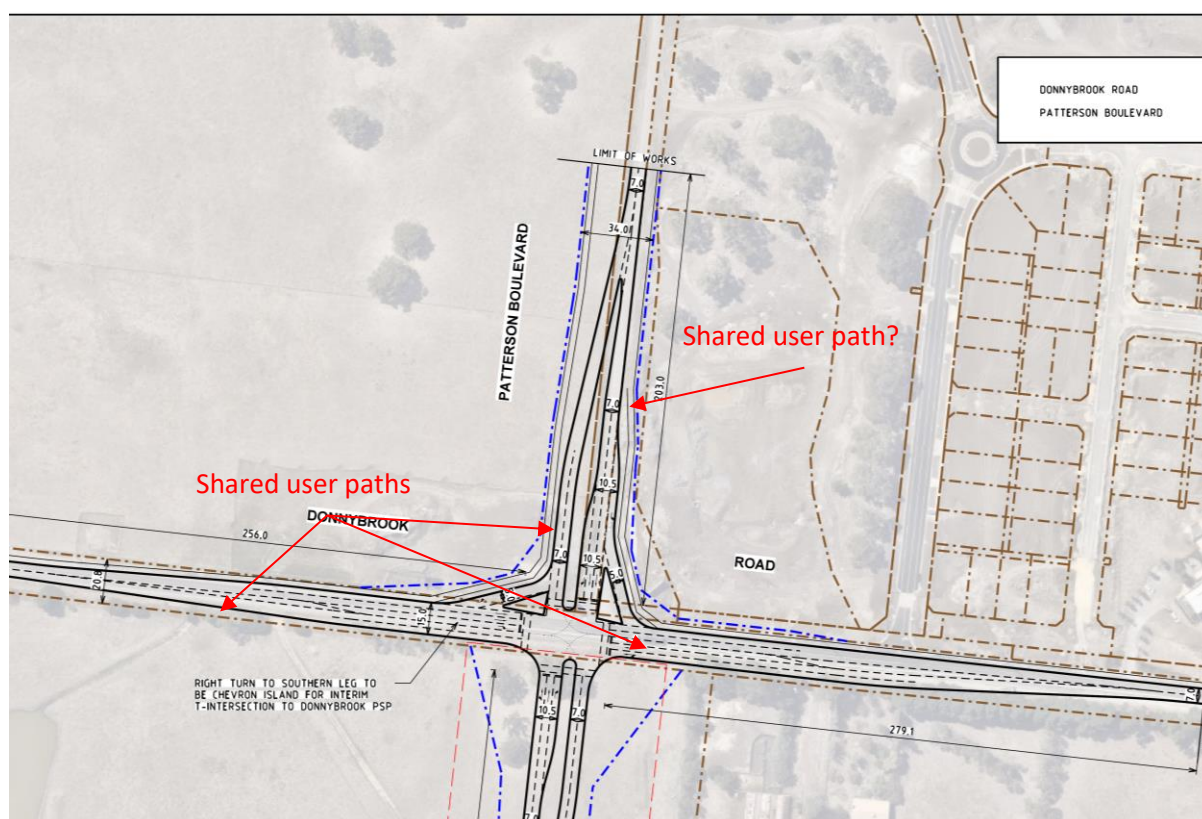 DONNYBROOK ROAD
PATTERSON BOULEVARD
LIMIT OF WORKS
7.0
34.0
PATTERSON BOULEVARD
Shared user path?
203.0
7.0
Shared user paths
10.5
DONNYBROOK
256.0
ROAD
7.0
10.5
20.8
15.0
RIGHT TURN TO SOUTHERN LEG TO
BE CHEVRON ISLAND FOR INTERIM
T-INTERSECTION TO DONNYBROOK PSP
7.0
10.5
7.0
279.1
7.0